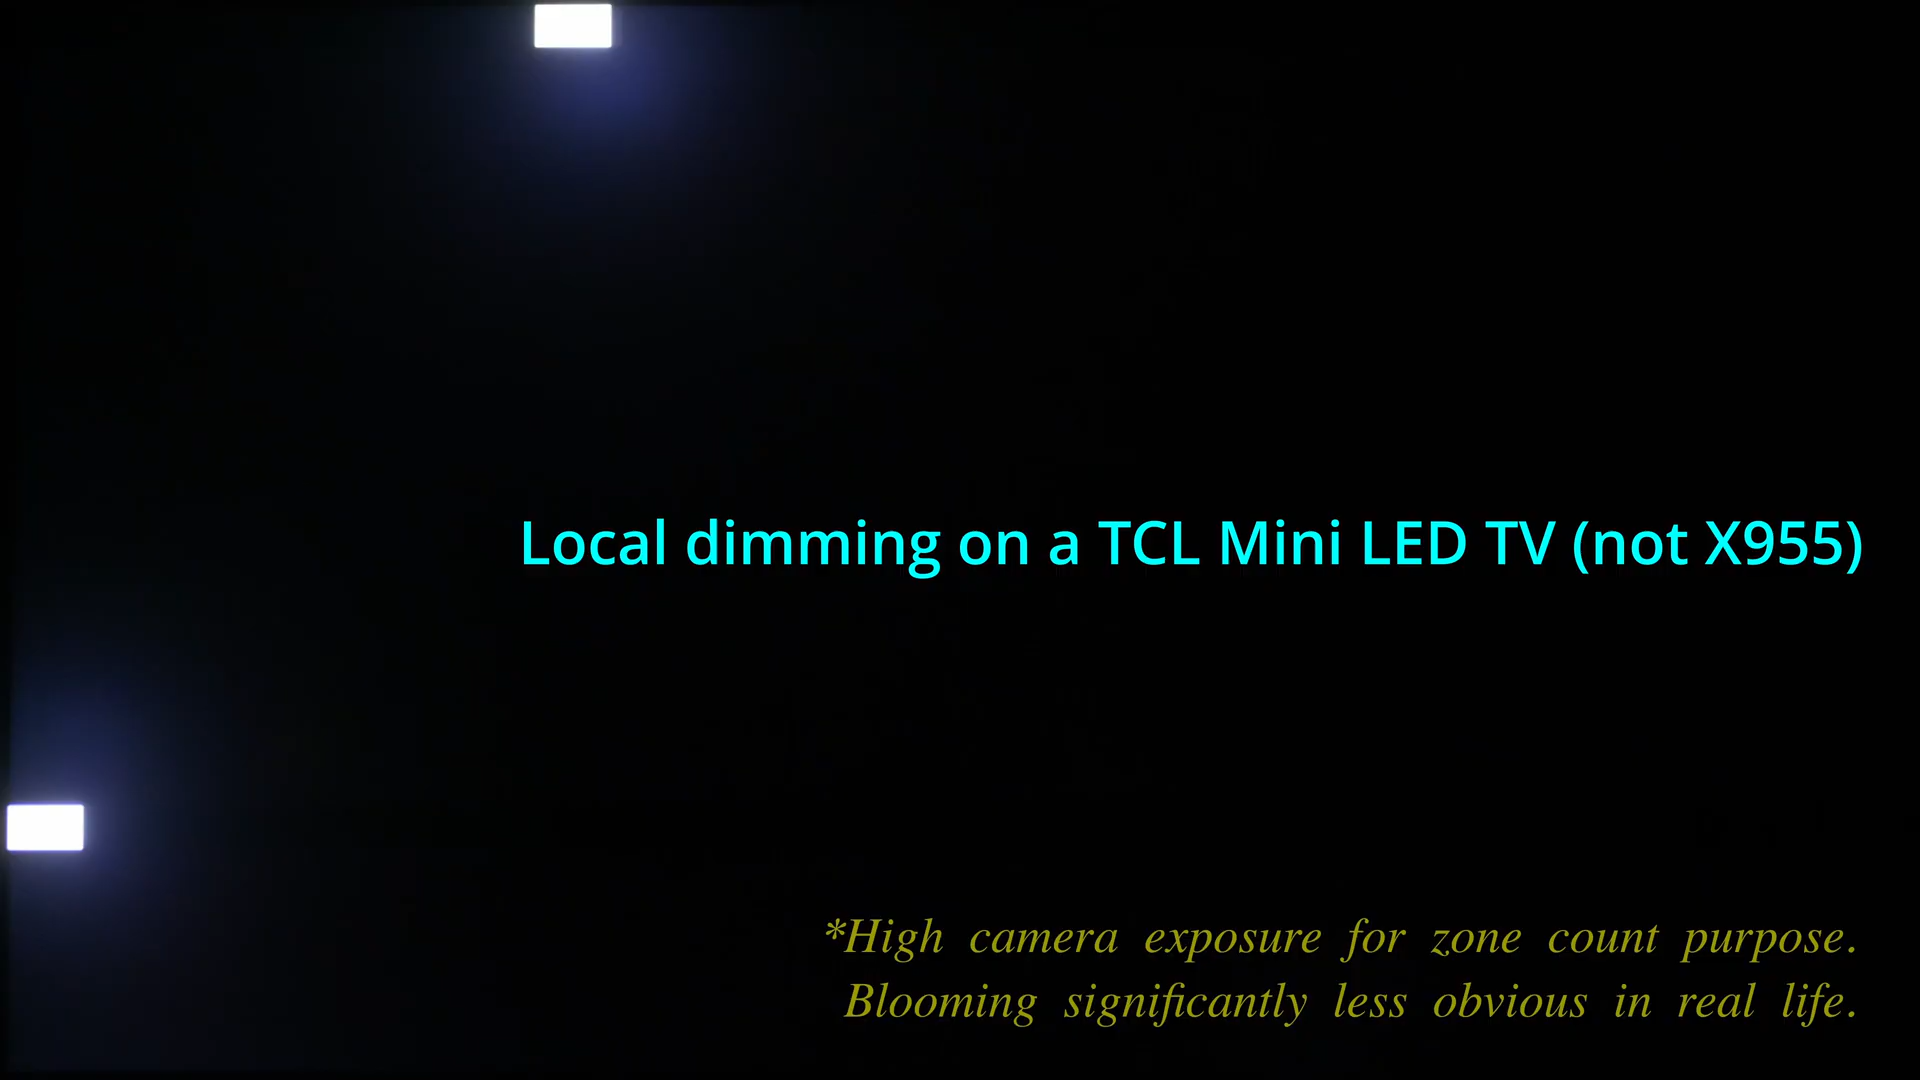 Local dimming on a TCL Mini LED TV (not X955)
*High camera exposure for zone count purpose.
Blooming significantly less obvious in real life.